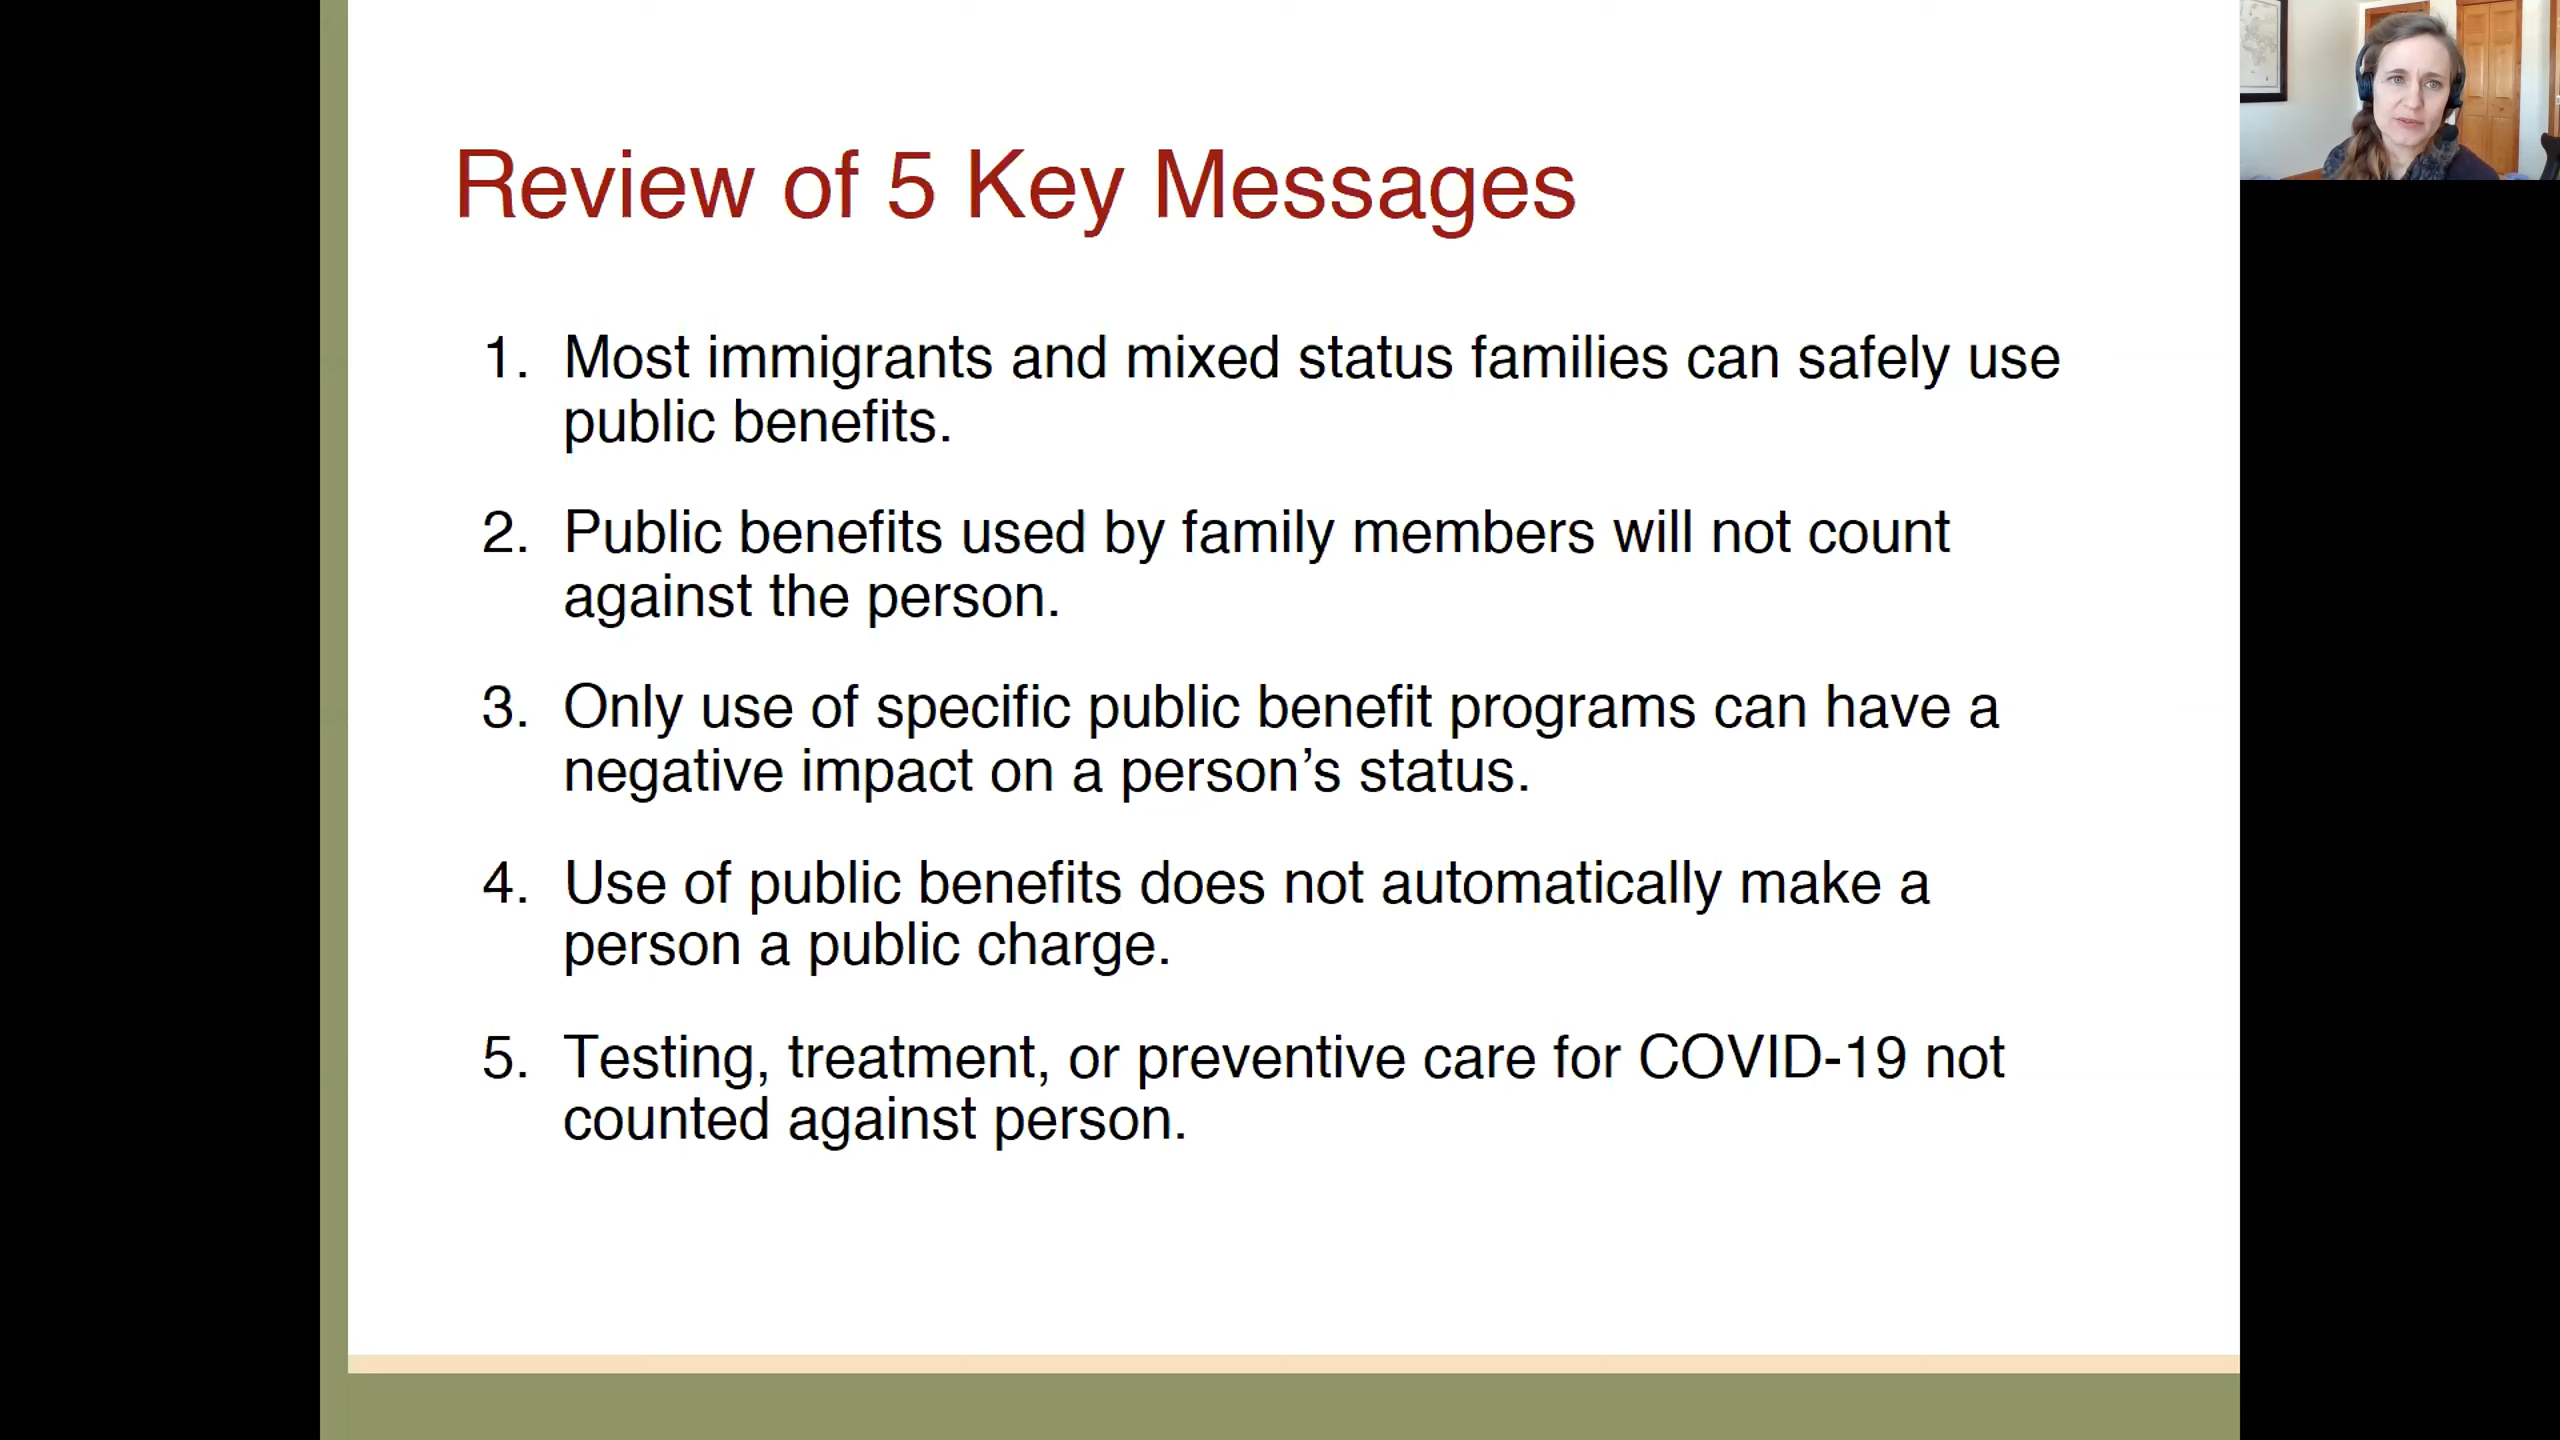 Review of 5 Key Messages
1. Most immigrants and mixed status families can safely use
public benefits.
2. Public benefits used by family members will not count
against the person.
3. Only use of specific public benefit programs can have a
negative impact on a person’s status.
4. Use of public benefits does not automatically make a
person a public charge.
5. Testing, treatment, or preventive care for COVID-19 not
counted against person.